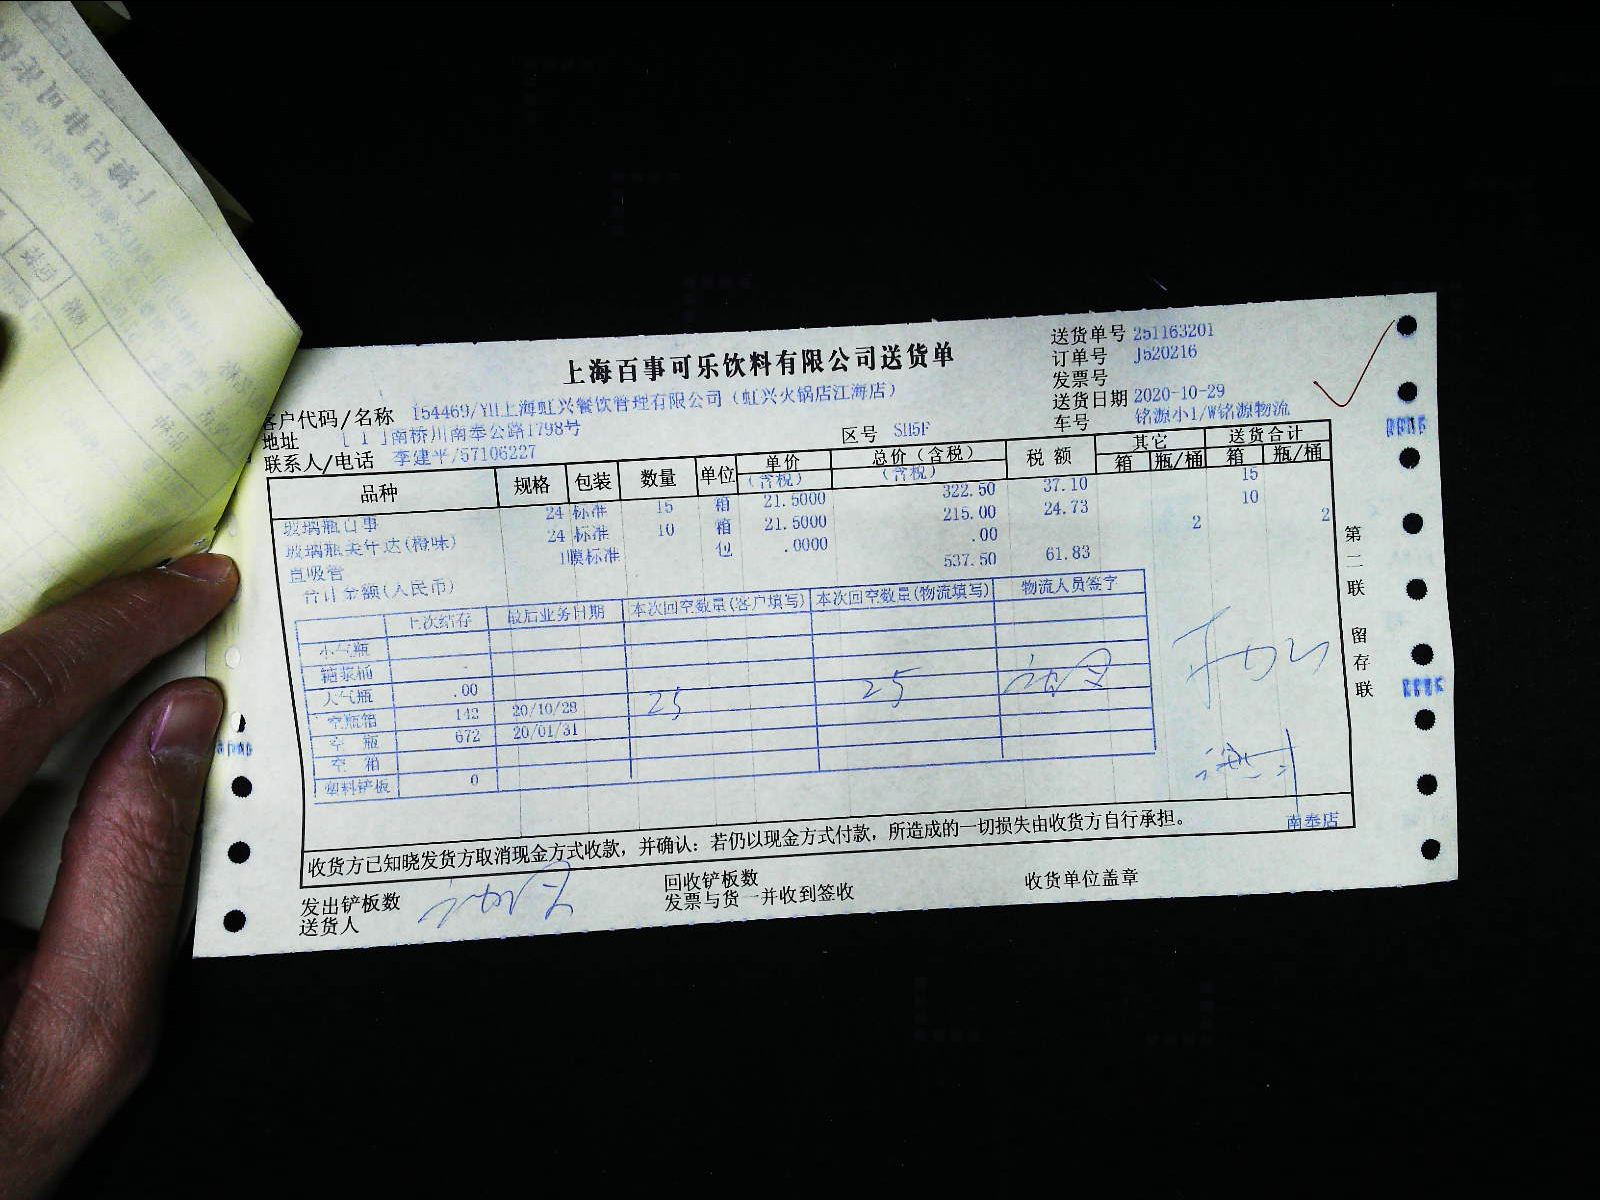 上海百事可乐饮料有限公司送货单
送货单号 251163201
订单号 J520216
发票号
送货日期 2020-10-29
车号 铭源小1/W铭源物流
客户代码/名称 154469/YH上海虹兴餐饮管理有限公司（虹兴火锅店江海店）
地址 [ 1 ]南桥川南奉公路1798号
区号 SH5F
联系人/电话 李建平/57106227
品种 规格 包装 数量 单位 单价（含税） 总价（含税）（含税） 税额 其它 箱 瓶/桶 送货合计 箱 瓶/桶
玻璃瓶百事 24 标准 15 箱 21.5000 322.50 37.10 15
玻璃瓶美年达(橙味) 24 标准 10 箱 21.5000 215.00 24.73 10
直吸管 1膜标准 包 .0000 .00 2 2
合计金额(人民币) 537.50 61.83
上次结存 最后业务日期 本次回空数量(客户填写) 本次回空数量(物流填写) 物流人员签字
小气瓶
糖浆桶
大气瓶 .00
空瓶箱 142 20/10/29 25 25
空 瓶 672 20/01/31
空 箱
塑料铲板 0
南奉店
收货方已知晓发货方取消现金方式收款，并确认：若仍以现金方式付款，所造成的一切损失由收货方自行承担。
发出铲板数
回收铲板数
收货单位盖章
送货人
发票与货一并收到签收
第二联 留存联